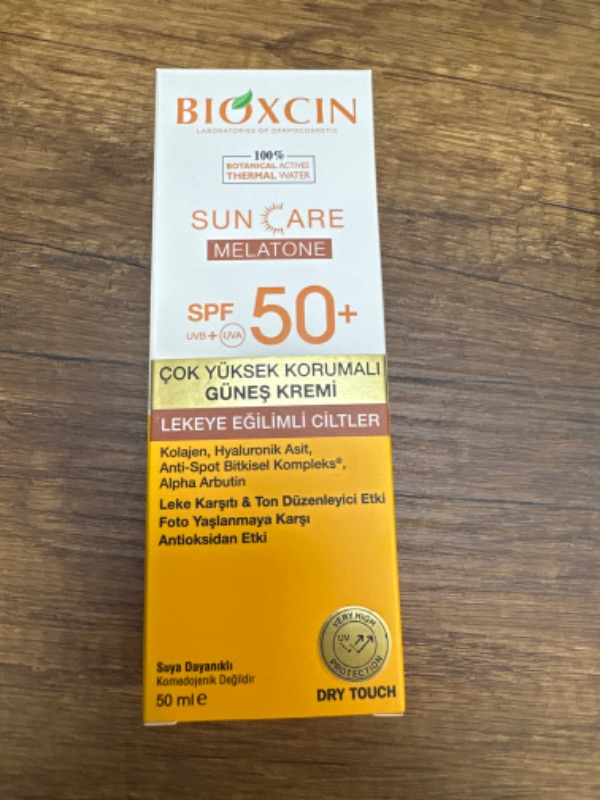 BIOXCIN
LABORATORIES OF DERMOCOSMETIC
100%
BOTANICAL ACTIVES
THERMAL WATER
SUN CARE
MELATONE
SPF 50+
UVB + UVA
ÇOK YÜKSEK KORUMALI
GÜNEŞ KREMİ
LEKEYE EĞİLİMLİ CİLTLER
Kolajen, Hyaluronik Asit,
Anti-Spot Bitkisel Kompleks®,
Alpha Arbutin
Leke Karşıtı & Ton Düzenleyici Etki
Foto Yaşlanmaya Karşı
Antioksidan Etki
VERY HIGH
UV
PROTECTION
DRY TOUCH
Suya Dayanıklı
Komedojenik Değildir
50 ml e